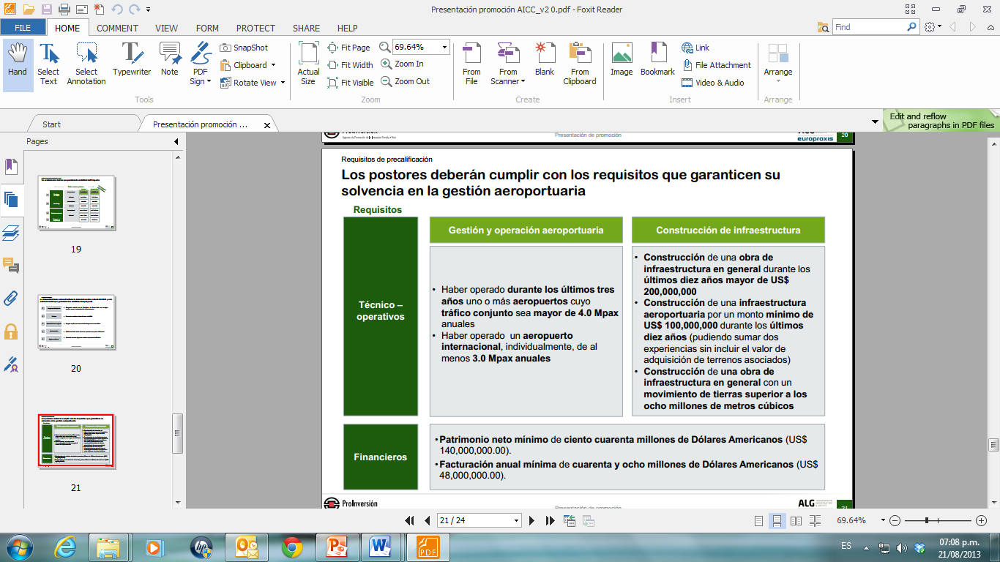 Presentación promoción AICC_v2 0.pdf - Foxit Reader
FILE HOME COMMENT VIEW FORM PROTECT SHARE HELP
Find
Hand
Select Text
Select Annotation
Typewriter
Note
PDF Sign
SnapShot
Clipboard
Rotate View
Tools
Actual Size
Fit Page
Fit Width
Fit Visible
69.64%
Zoom In
Zoom Out
Zoom
From File
From Scanner
Blank
From Clipboard
Create
Image
Bookmark
Link
File Attachment
Video & Audio
Insert
Arrange
Arrange
Start
Presentación promoción ...
Edit and reflow
paragraphs in PDF files
Pages
19
20
21
ProInversión
Presentación de promoción
europraxis
20
Requisitos de precalificación
Los postores deberán cumplir con los requisitos que garanticen su
solvencia en la gestión aeroportuaria
Requisitos
Técnico –
operativos
Gestión y operación aeroportuaria
• Haber operado durante los últimos tres
años uno o más aeropuertos cuyo
tráfico conjunto sea mayor de 4.0 Mpax
anuales
• Haber operado un aeropuerto
internacional, individualmente, de al
menos 3.0 Mpax anuales
Construcción de infraestructura
• Construcción de una obra de
infraestructura en general durante los
últimos diez años mayor de US$
200,000,000
• Construcción de una infraestructura
aeroportuaria por un monto mínimo de
US$ 100,000,000 durante los últimos
diez años (pudiendo sumar dos
experiencias sin incluir el valor de
adquisición de terrenos asociados)
• Construcción de una obra de
infraestructura en general con un
movimiento de tierras superior a los
ocho millones de metros cúbicos
Financieros
• Patrimonio neto mínimo de ciento cuarenta millones de Dólares Americanos (US$
140,000,000.00).
• Facturación anual mínima de cuarenta y ocho millones de Dólares Americanos (US$
48,000,000.00).
ProInversión
Presentación de promoción
ALG
21
21 / 24
69.64%
ES
07:08 p.m.
21/08/2013